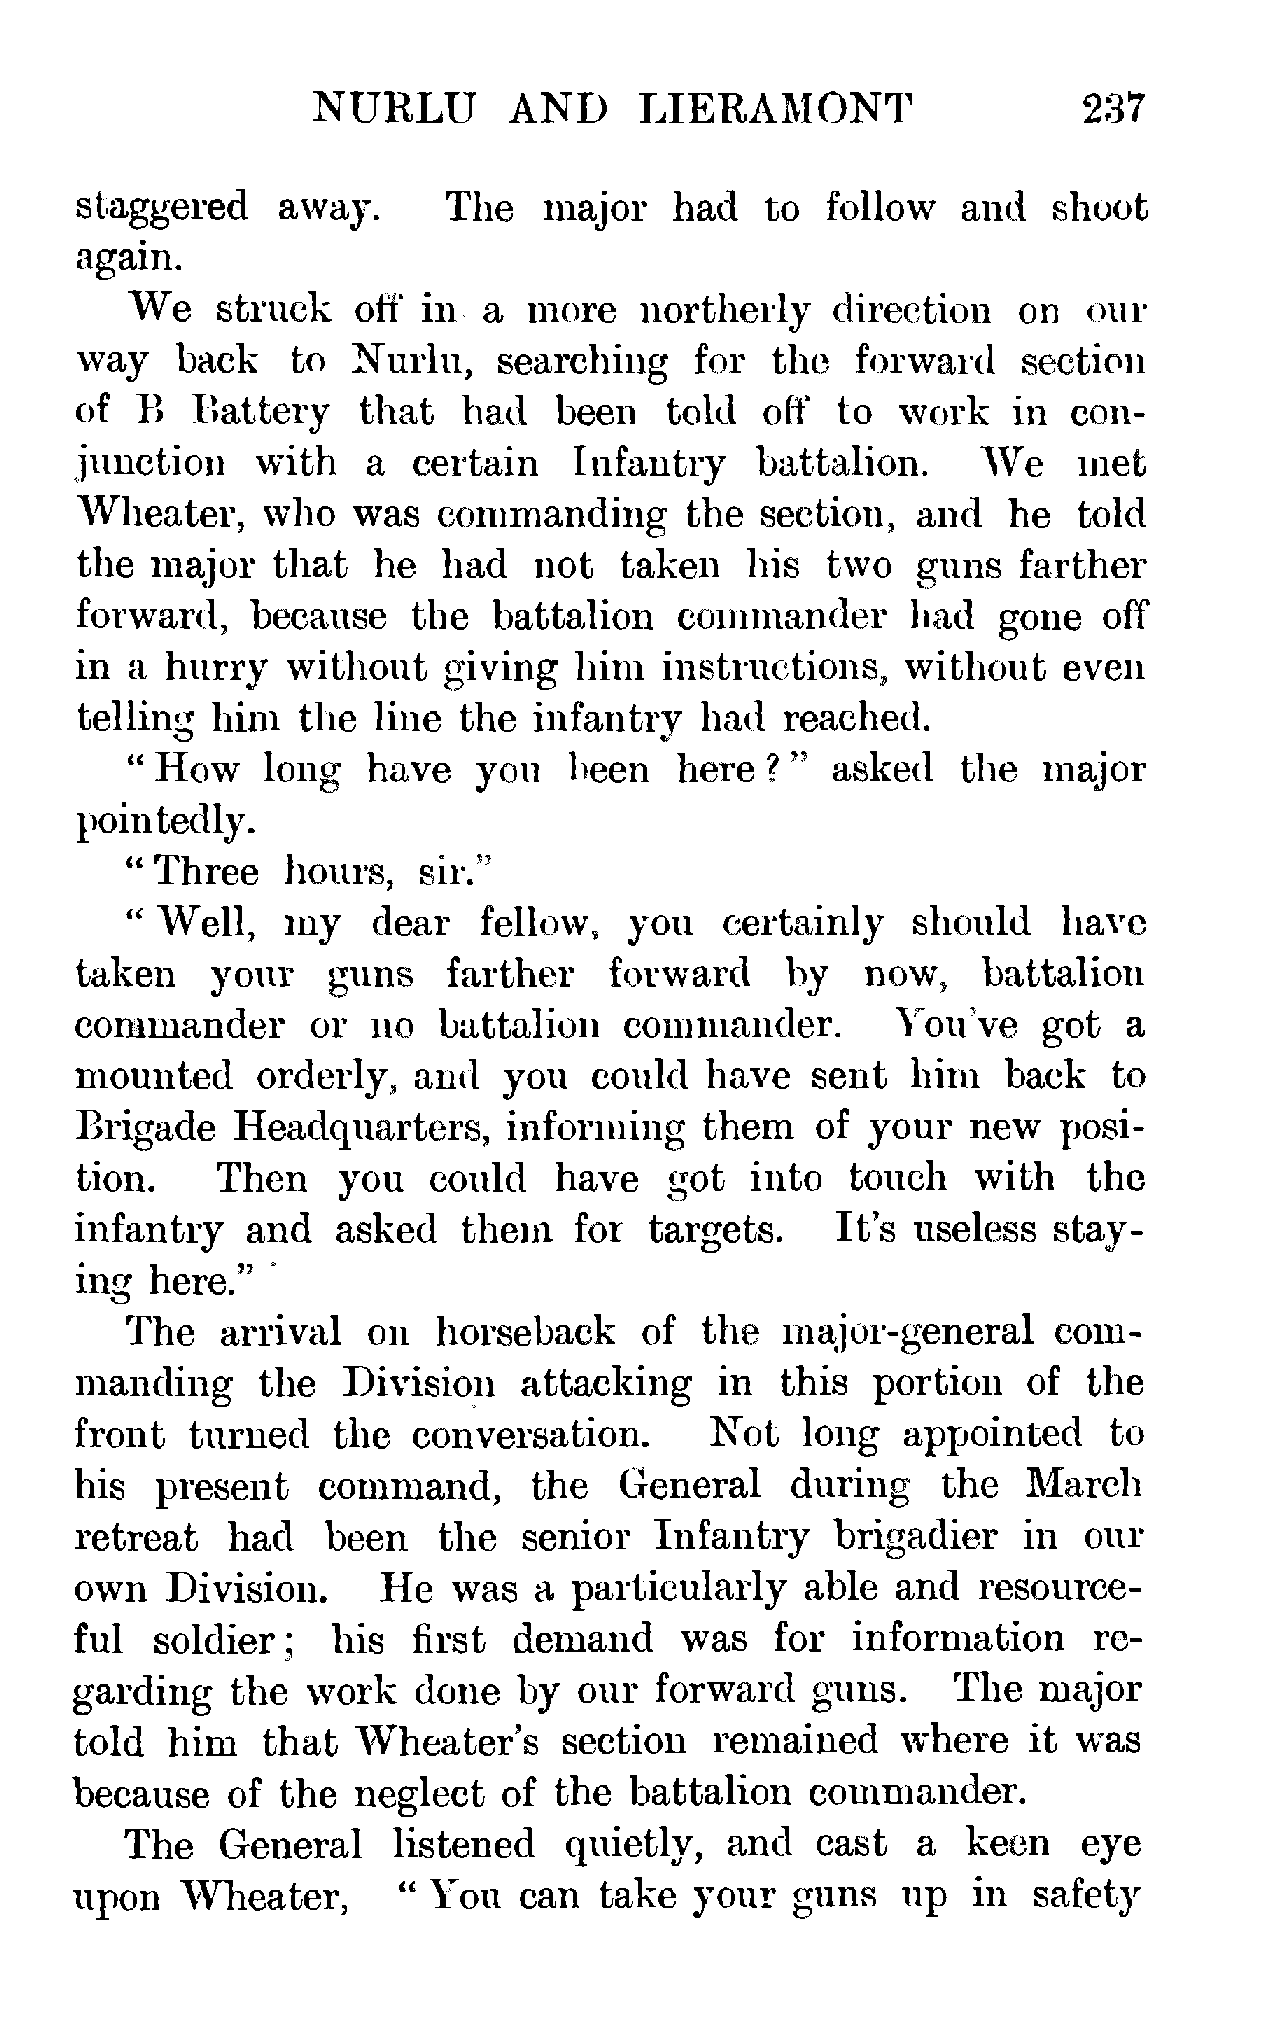 NURLU AND LIERAMONT 237
staggered away. The major had to follow and shoot
again.
We struck off in a more northerly direction on our
way back to Nurlu, searching for the forward section
of B Battery that had been told off to work in con-
junction with a certain Infantry battalion. We met
Wheater, who was commanding the section, and he told
the major that he had not taken his two guns farther
forward, because the battalion commander had gone off
in a hurry without giving him instructions, without even
telling him the line the infantry had reached.
“ How long have you been here ? ” asked the major
pointedly.
“ Three hours, sir.”
“ Well, my dear fellow, you certainly should have
taken your guns farther forward by now, battalion
commander or no battalion commander. You've got a
mounted orderly, and you could have sent him back to
Brigade Headquarters, informing them of your new posi-
tion. Then you could have got into touch with the
infantry and asked them for targets. It's useless stay-
ing here.”
The arrival on horseback of the major-general com-
manding the Division attacking in this portion of the
front turned the conversation. Not long appointed to
his present command, the General during the March
retreat had been the senior Infantry brigadier in our
own Division. He was a particularly able and resource-
ful soldier ; his first demand was for information re-
garding the work done by our forward guns. The major
told him that Wheater's section remained where it was
because of the neglect of the battalion commander.
The General listened quietly, and cast a keen eye
upon Wheater, “ You can take your guns up in safety